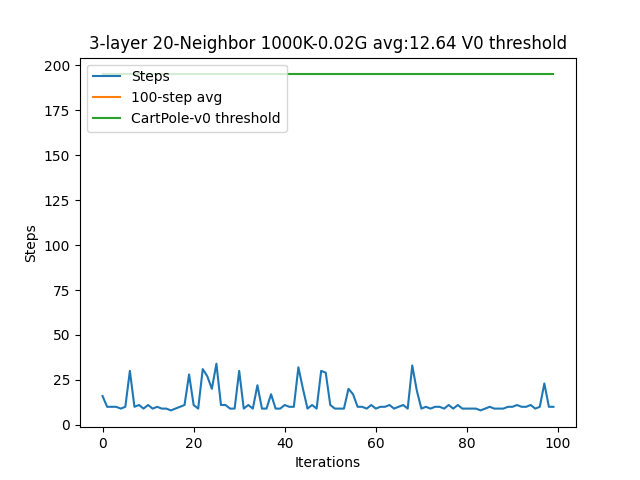 3-layer 20-Neighbor 1000K-0.02G avg:12.64 V0 threshold
Steps
100-step avg
CartPole-v0 threshold
200
175
150
125
100
75
50
25
0
Steps
0 20 40 60 80 100
Iterations